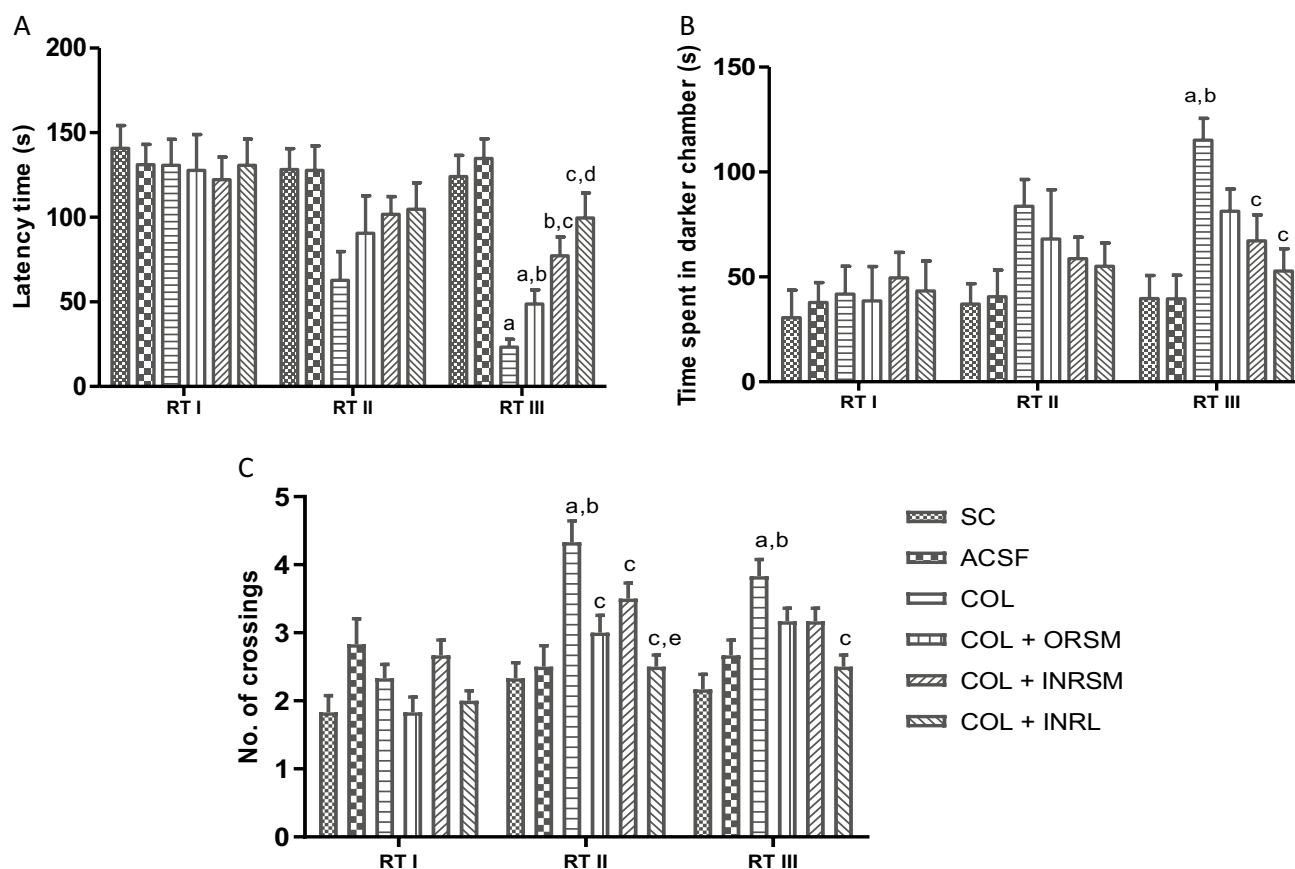 A
Latency time (s)
200
150
100
50
0
a
a,b
b,c
c,d
RT I
RT II
RT III
B
Time spent in darker chamber (s)
150
100
50
0
a,b
c
c
RT I
RT II
RT III
C
No. of crossings
5
4
3
2
1
0
a,b
c
c
c,e
a,b
c
RT I
RT II
RT III
SC
ACSF
COL
COL + ORSM
COL + INRSM
COL + INRL